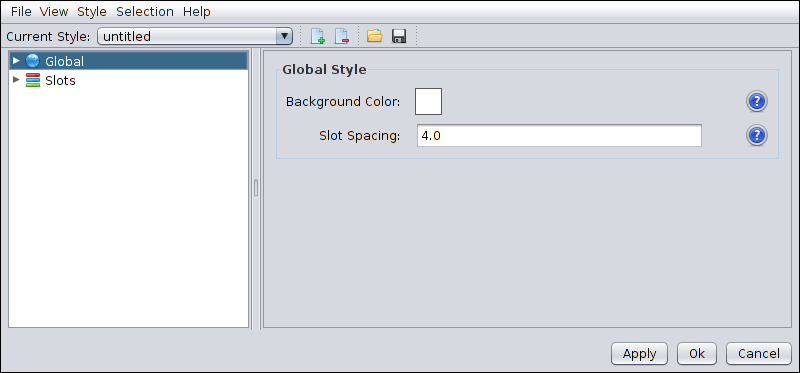 File View Style Selection Help
Current Style: untitled
Global
Slots
Global Style
Background Color: ?
Slot Spacing: 4.0 ?
Apply Ok Cancel